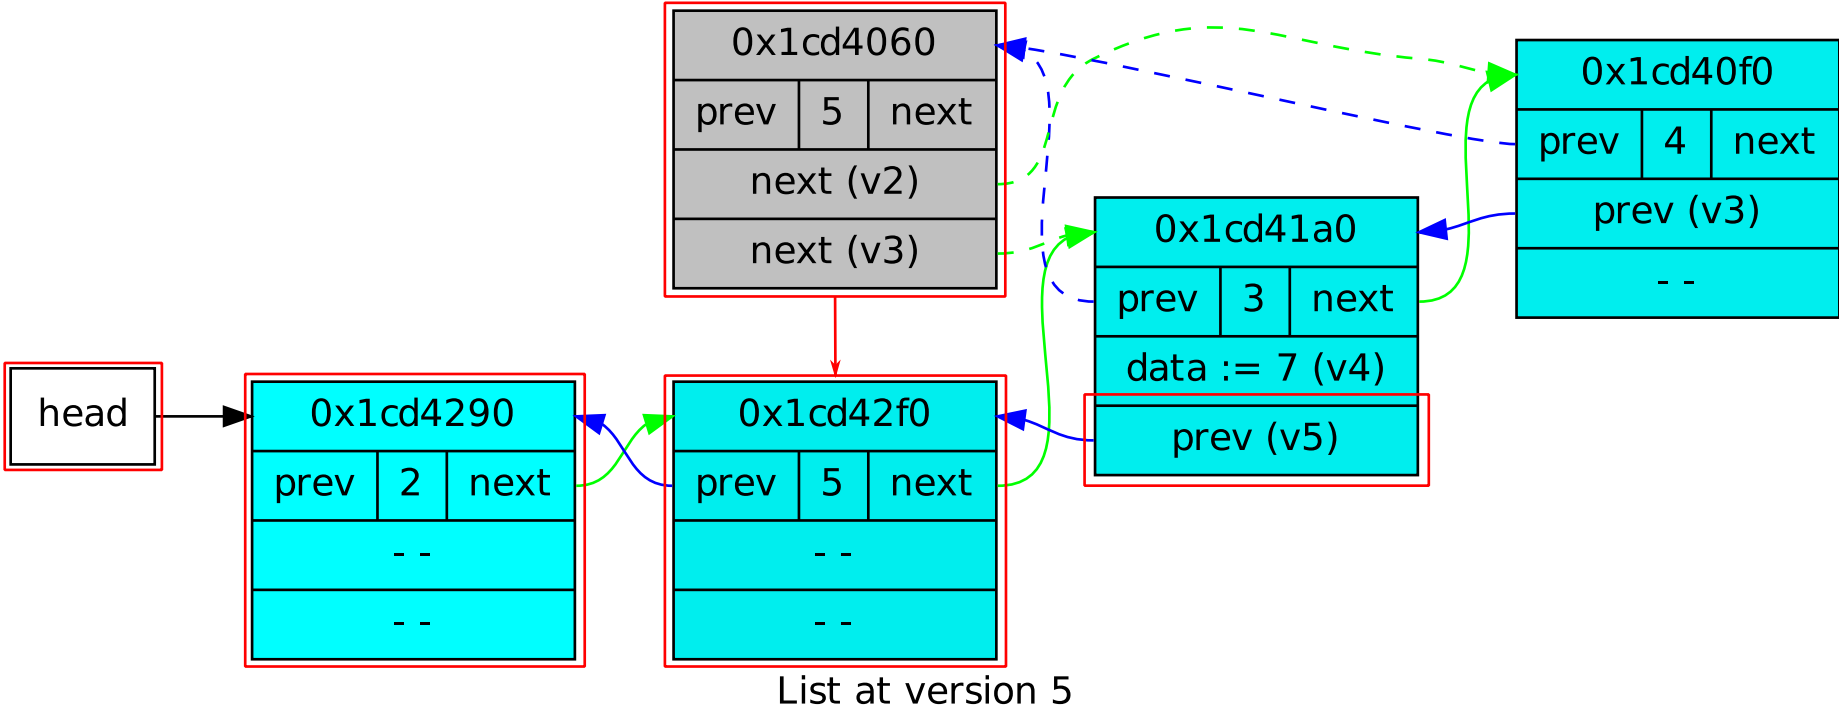 0x1cd4060
prev 5 next
next (v2)
next (v3)
0x1cd40f0
prev 4 next
prev (v3)
- -
0x1cd41a0
prev 3 next
data := 7 (v4)
prev (v5)
head
0x1cd4290
prev 2 next
- -
- -
0x1cd42f0
prev 5 next
- -
- -
List at version 5